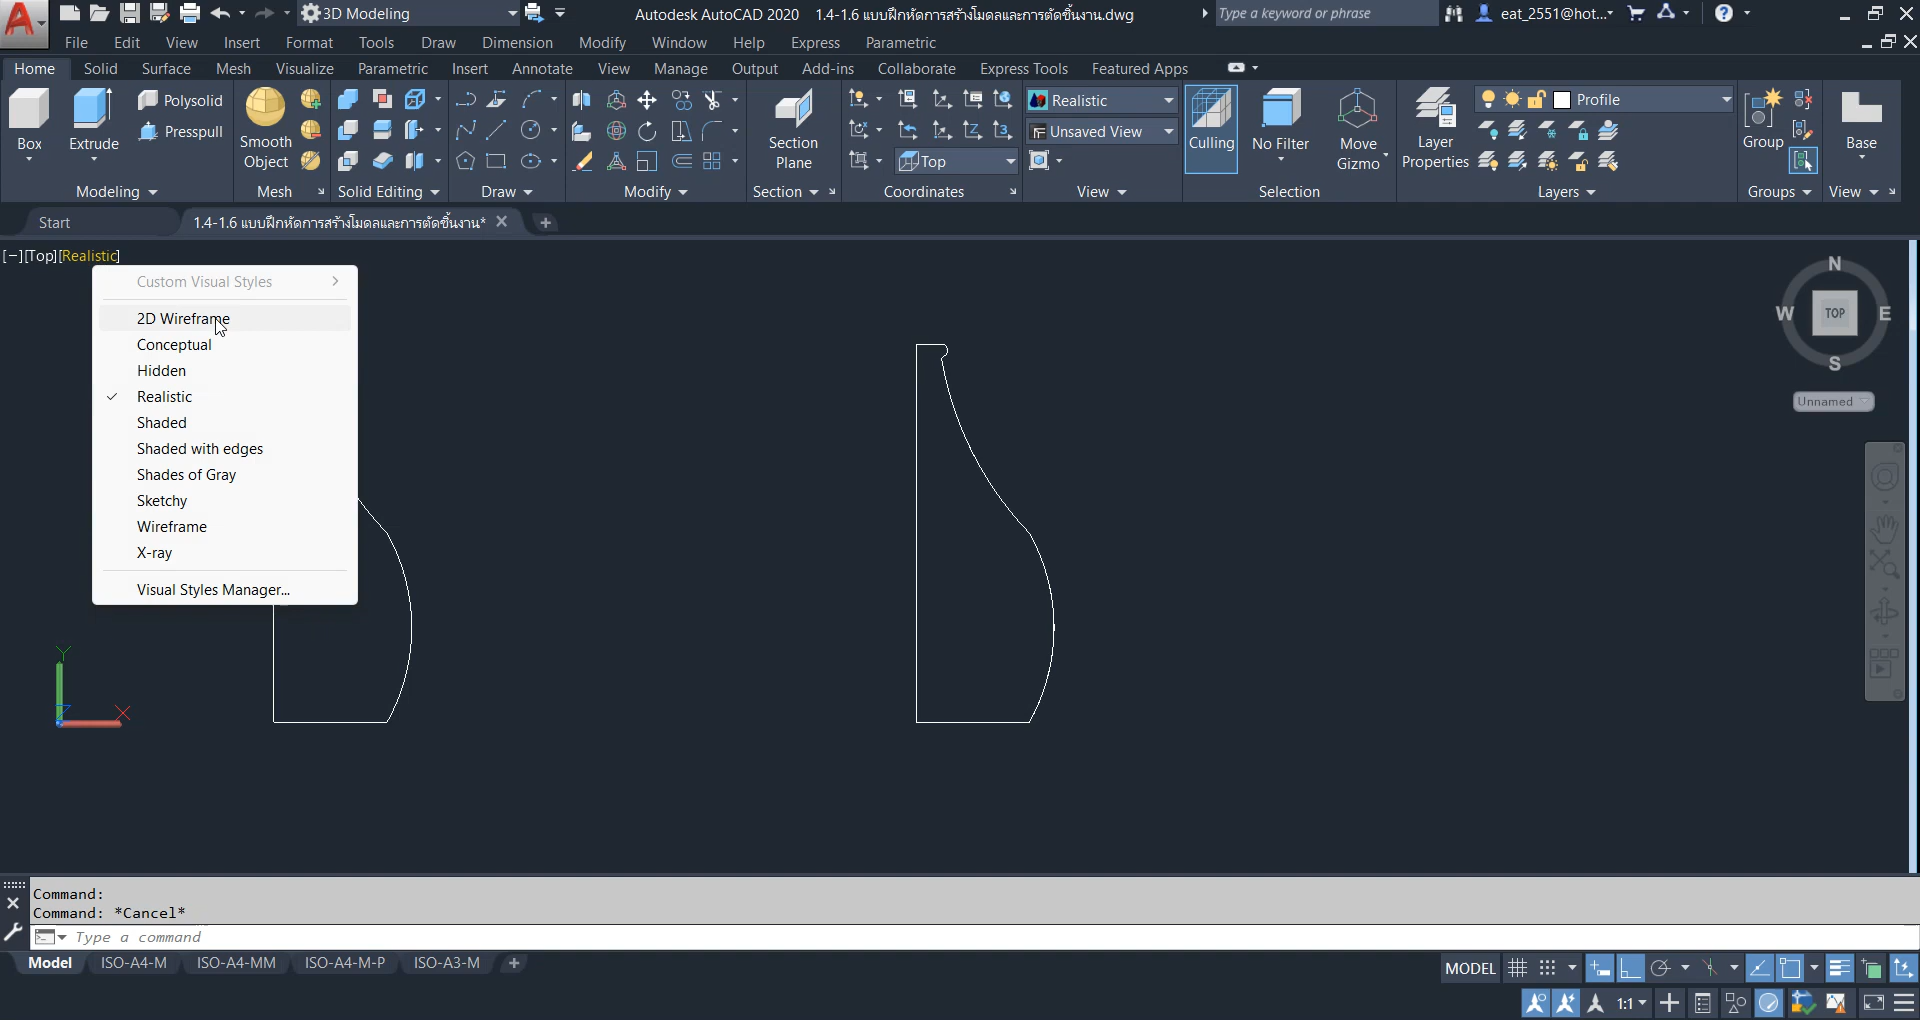 3D Modeling
Autodesk AutoCAD 2020 1.4-1.6 แบบฝึกหัดการสร้างโมดลและการตัดชิ้นงาน.dwg
Type a keyword or phrase
eat_2551@hot...
File Edit View Insert Format Tools Draw Dimension Modify Window Help Express Parametric
Home Solid Surface Mesh Visualize Parametric Insert Annotate View Manage Output Add-ins Collaborate Express Tools Featured Apps
Polysolid
Realistic
Profile
Presspull
Unsaved View
Box
Extrude
Smooth Object
Section Plane
Top
Culling
No Filter
Move Gizmo
Layer Properties
Group
Base
Modeling Mesh Solid Editing Draw Modify Section Coordinates View Selection Layers Groups View
Start
1.4-1.6 แบบฝึกหัดการสร้างโมดลและการตัดชิ้นงาน*
[−][Top][Realistic]
Custom Visual Styles
2D Wireframe
Conceptual
Hidden
Realistic
Shaded
Shaded with edges
Shades of Gray
Sketchy
Wireframe
X-ray
Visual Styles Manager...
N
W TOP E
S
Unnamed
Y
X
Command:
Command: *Cancel*
Type a command
Model ISO-A4-M ISO-A4-MM ISO-A4-M-P ISO-A3-M
MODEL
1:1